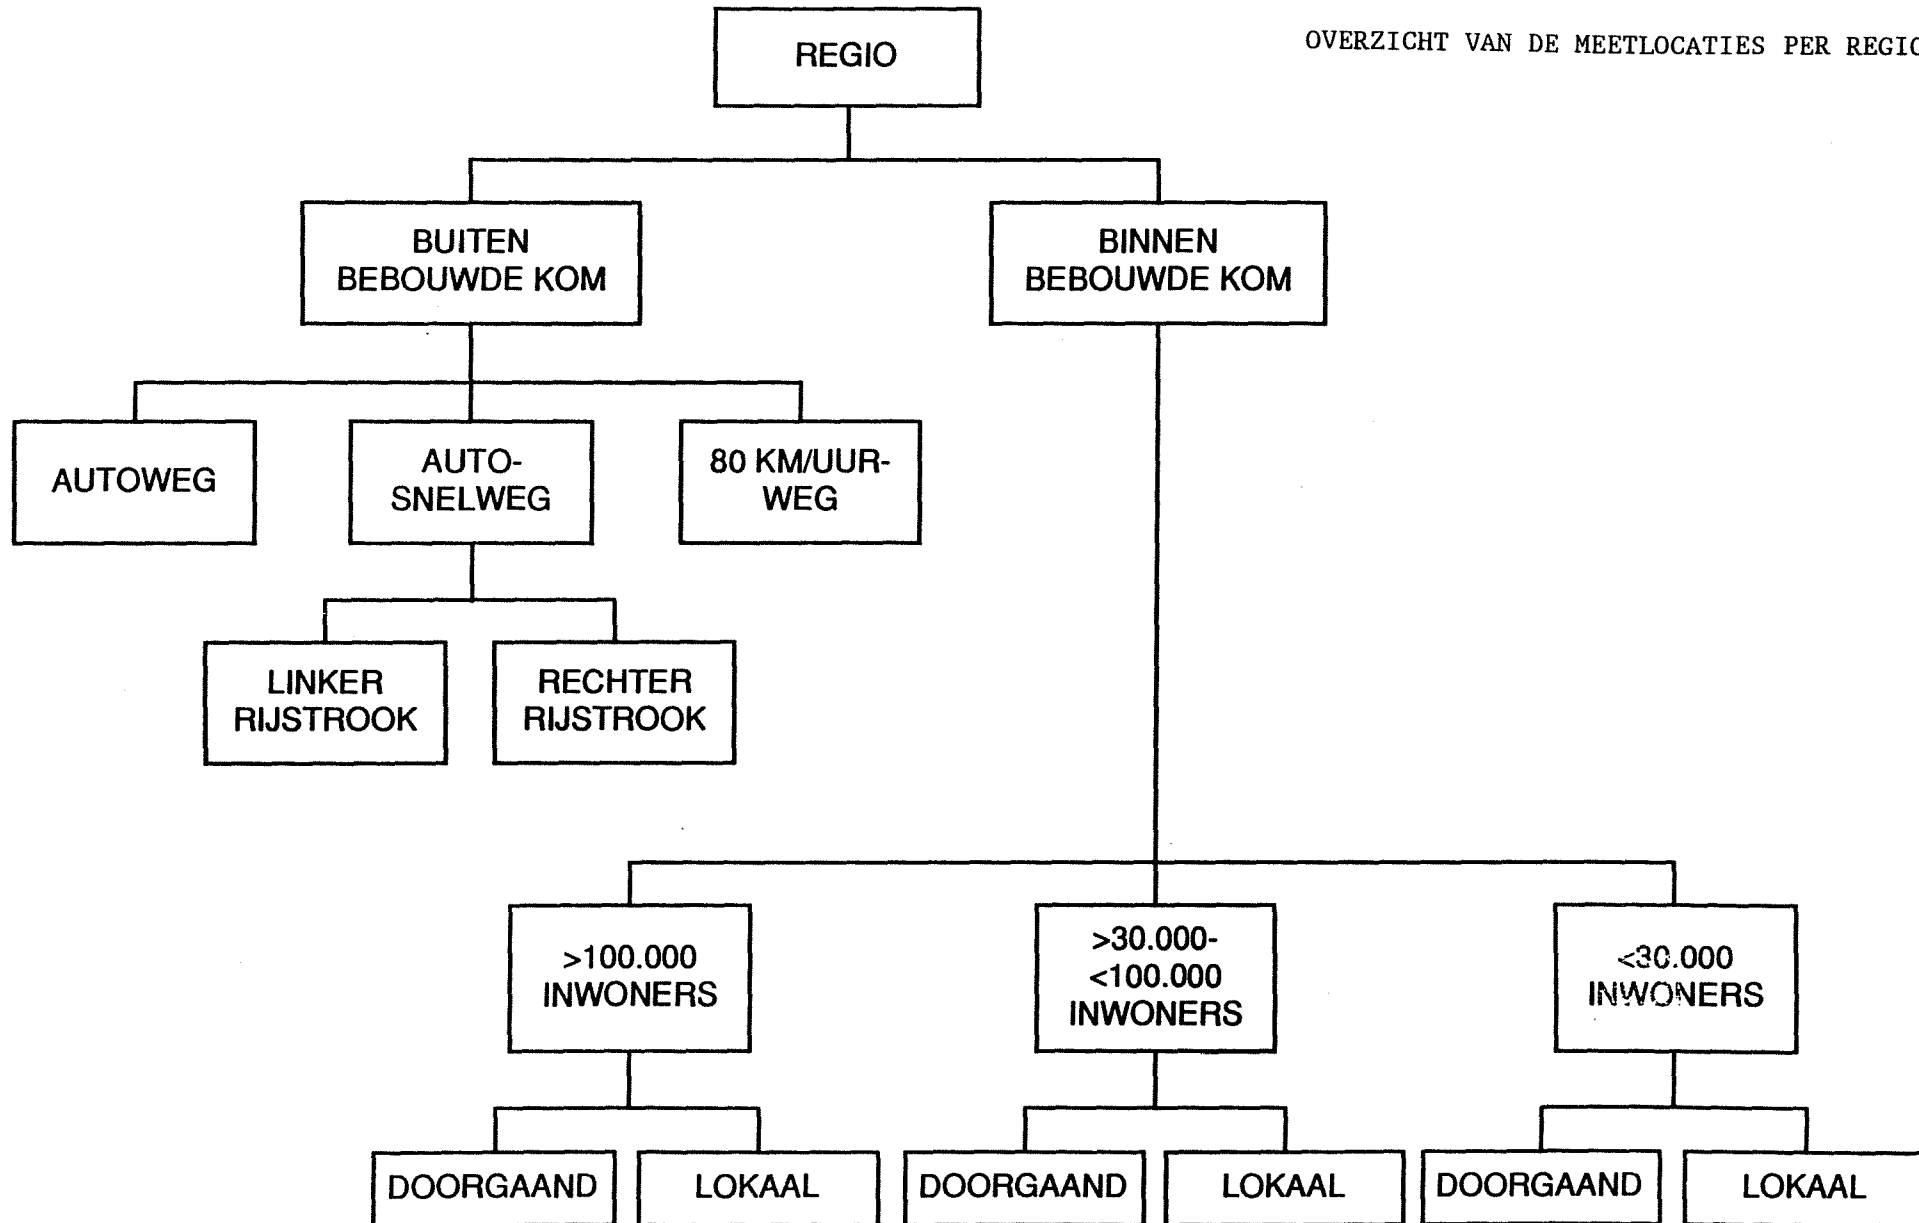 OVERZICHT VAN DE MEETLOCATIES PER REGIO
REGIO
BUITEN
BEBOUWDE KOM
BINNEN
BEBOUWDE KOM
AUTOWEG
AUTO-
SNELWEG
80 KM/UUR-
WEG
LINKER
RIJSTROOK
RECHTER
RIJSTROOK
>100.000
INWONERS
>30.000-
<100.000
INWONERS
<30.000
INWONERS
DOORGAAND
LOKAAL
DOORGAAND
LOKAAL
DOORGAAND
LOKAAL